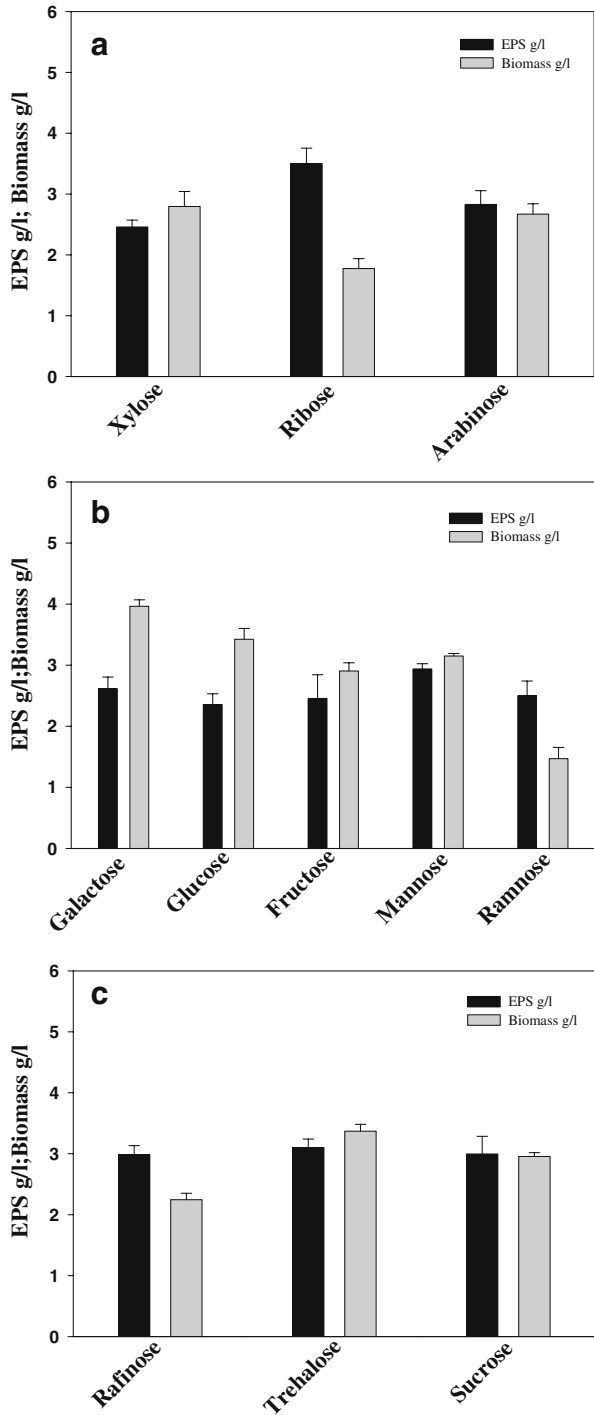 a
EPS g/l
Biomass g/l
EPS g/l; Biomass g/l
6
5
4
3
2
1
0
Xylose
Ribose
Arabinose
b
EPS g/l
Biomass g/l
EPS g/l;Biomass g/l
6
5
4
3
2
1
0
Galactose
Glucose
Fructose
Mannose
Ramnose
c
EPS g/l
Biomass g/l
EPS g/l;Biomass g/l
6
5
4
3
2
1
0
Rafinose
Trehalose
Sucrose